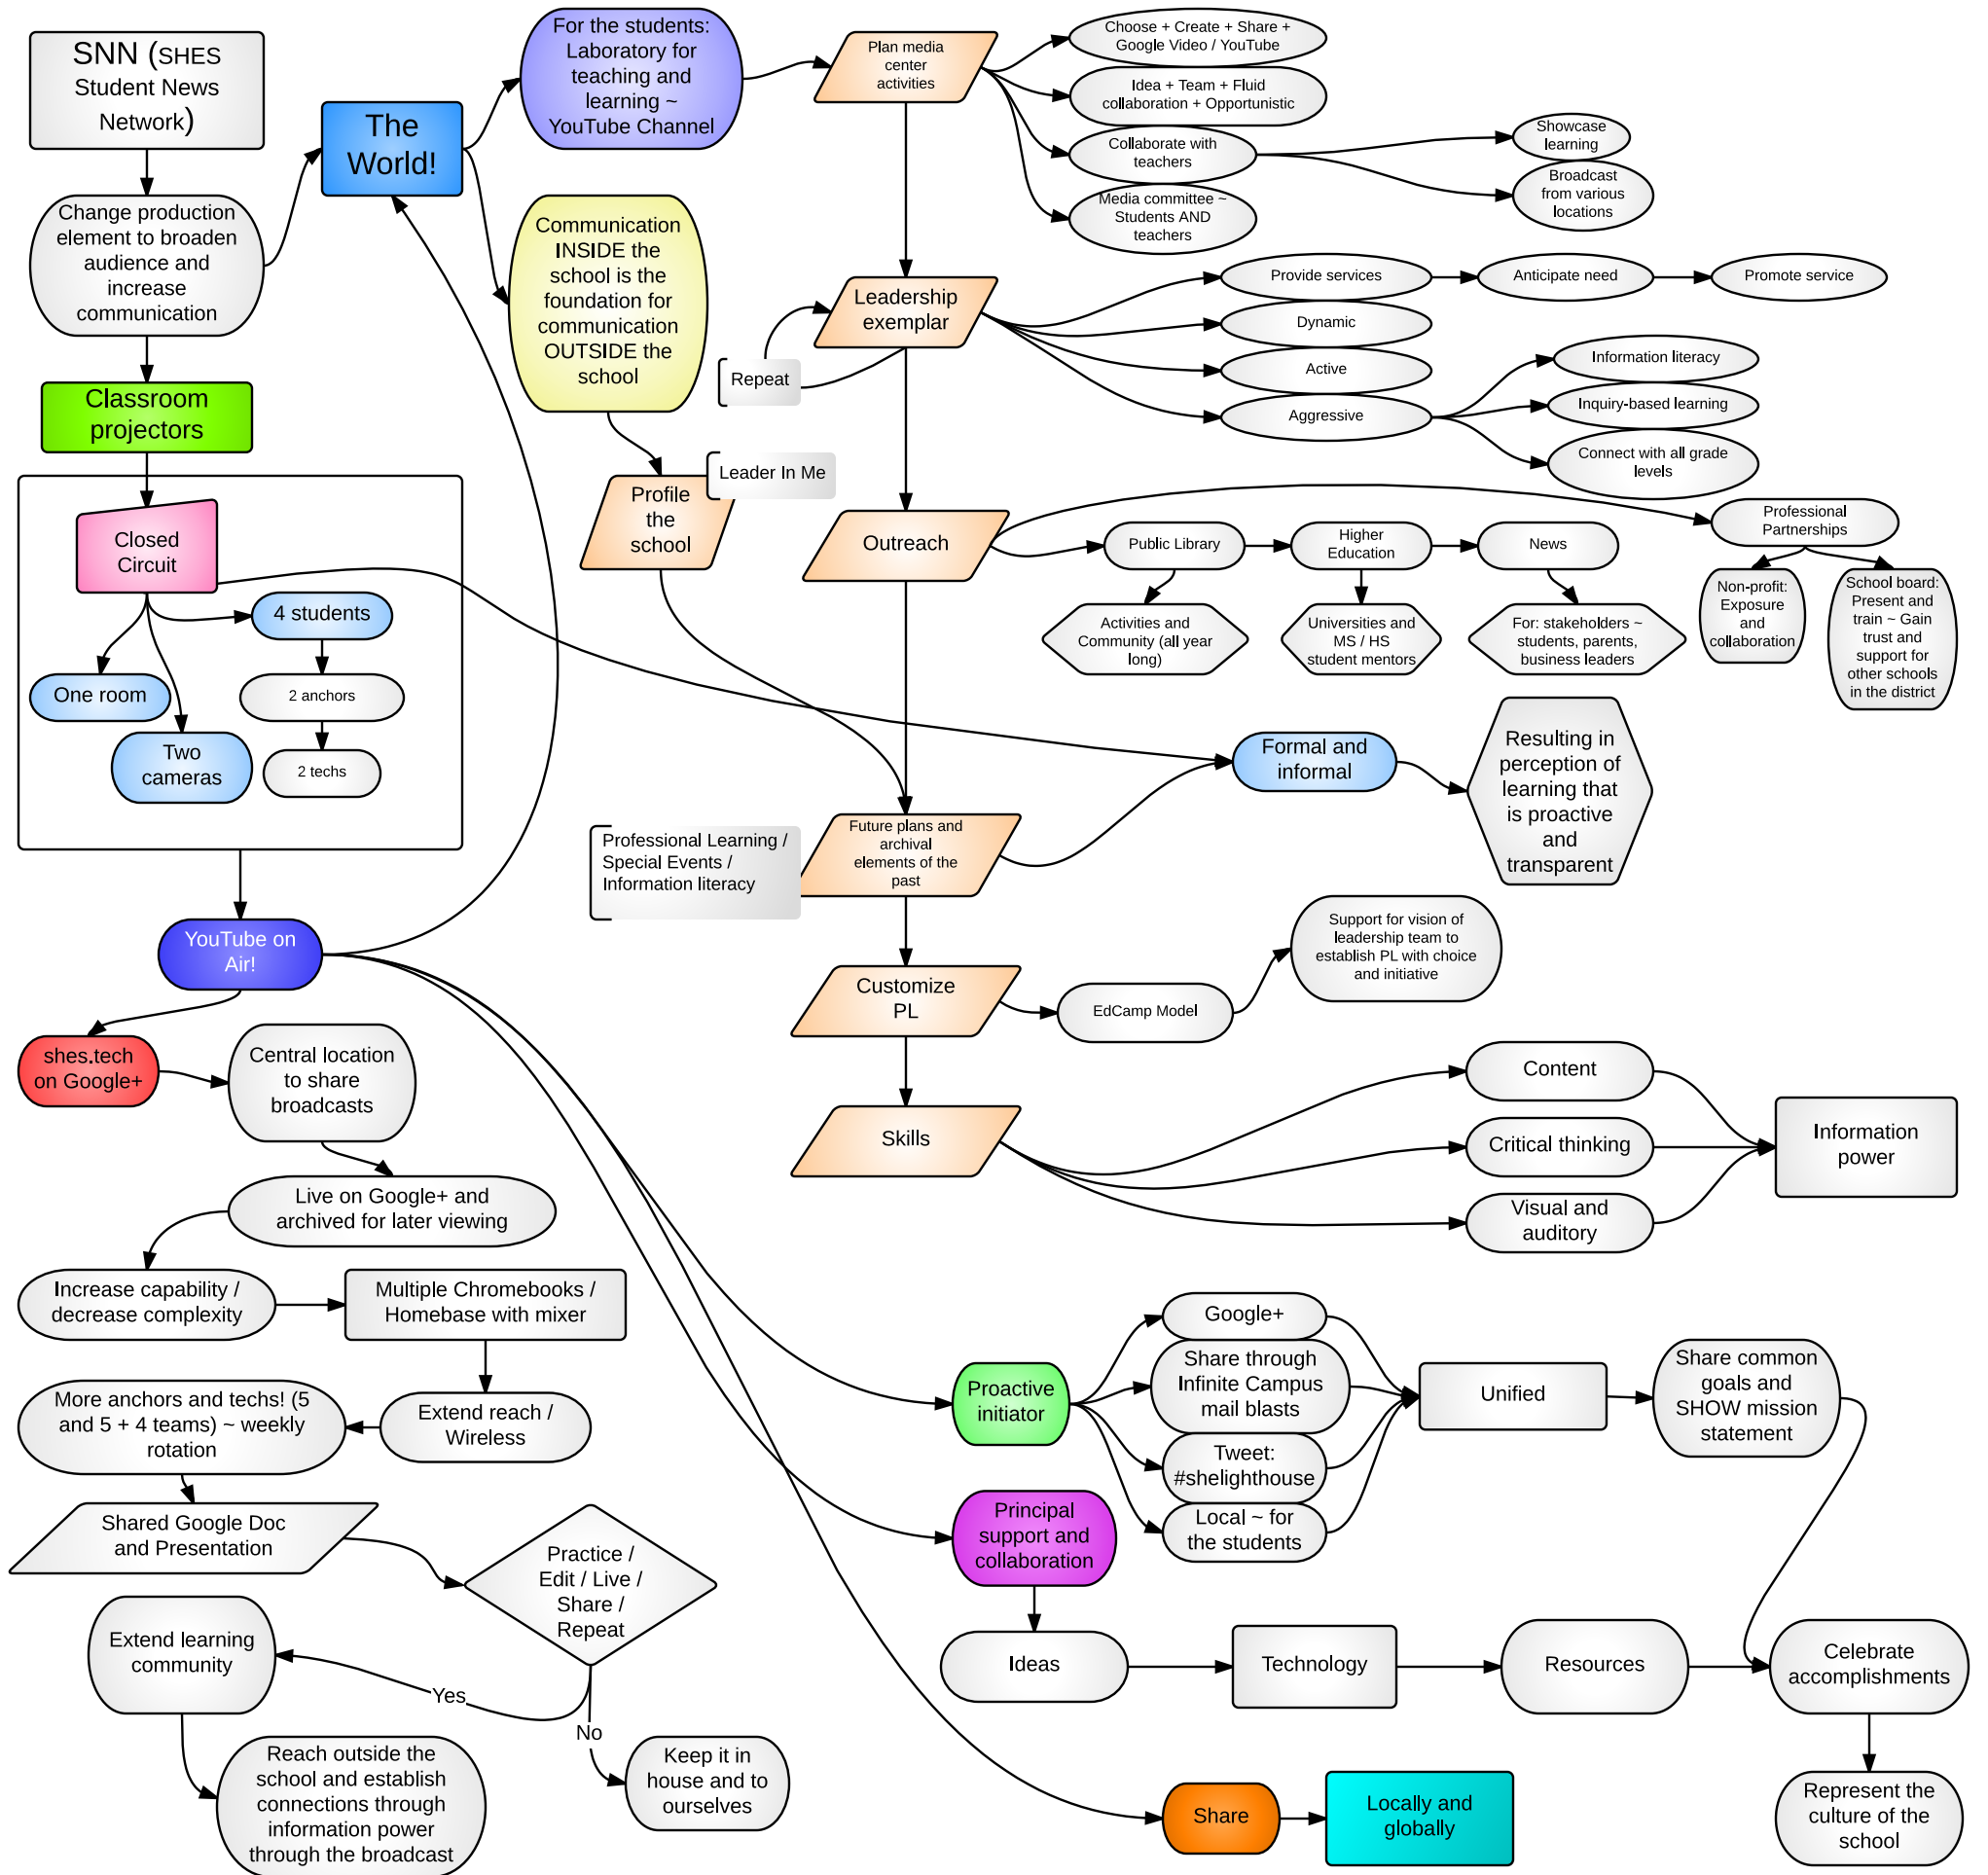 SNN (SHES
Student News
Network)
Change production
element to broaden
audience and
increase
communication
Classroom
projectors
Closed
Circuit
4 students
One room
2 anchors
Two
cameras
2 techs
YouTube on
Air!
shes.tech
on Google+
Central location
to share
broadcasts
Live on Google+ and
archived for later viewing
Increase capability /
decrease complexity
Multiple Chromebooks /
Homebase with mixer
Extend reach /
Wireless
More anchors and techs! (5
and 5 + 4 teams) ~ weekly
rotation
Shared Google Doc
and Presentation
Practice /
Edit / Live /
Share /
Repeat
Yes
No
Extend learning
community
Reach outside the
school and establish
connections through
information power
through the broadcast
Keep it in
house and to
ourselves
The
World!
For the students:
Laboratory for
teaching and
learning ~
YouTube Channel
Communication
INSIDE the
school is the
foundation for
communication
OUTSIDE the
school
Profile
the
school
Leader In Me
Plan media
center
activities
Choose + Create + Share +
Google Video / YouTube
Idea + Team + Fluid
collaboration + Opportunistic
Collaborate with
teachers
Showcase
learning
Broadcast
from various
locations
Media committee ~
Students AND
teachers
Leadership
exemplar
Repeat
Provide services
Anticipate need
Promote service
Dynamic
Active
Aggressive
Information literacy
Inquiry-based learning
Connect with all grade
levels
Outreach
Public Library
Higher
Education
News
Professional
Partnerships
Activities and
Community (all year
long)
Universities and
MS / HS
student mentors
For: stakeholders ~
students, parents,
business leaders
Non-profit:
Exposure
and
collaboration
School board:
Present and
train ~ Gain
trust and
support for
other schools
in the district
Formal and
informal
Resulting in
perception of
learning that
is proactive
and
transparent
Future plans and
archival
elements of the
past
Professional Learning /
Special Events /
Information literacy
Customize
PL
EdCamp Model
Support for vision of
leadership team to
establish PL with choice
and initiative
Skills
Content
Critical thinking
Visual and
auditory
Information
power
Proactive
initiator
Google+
Share through
Infinite Campus
mail blasts
Tweet:
#shelighthouse
Local ~ for
the students
Unified
Share common
goals and
SHOW mission
statement
Principal
support and
collaboration
Ideas
Technology
Resources
Celebrate
accomplishments
Represent the
culture of the
school
Share
Locally and
globally